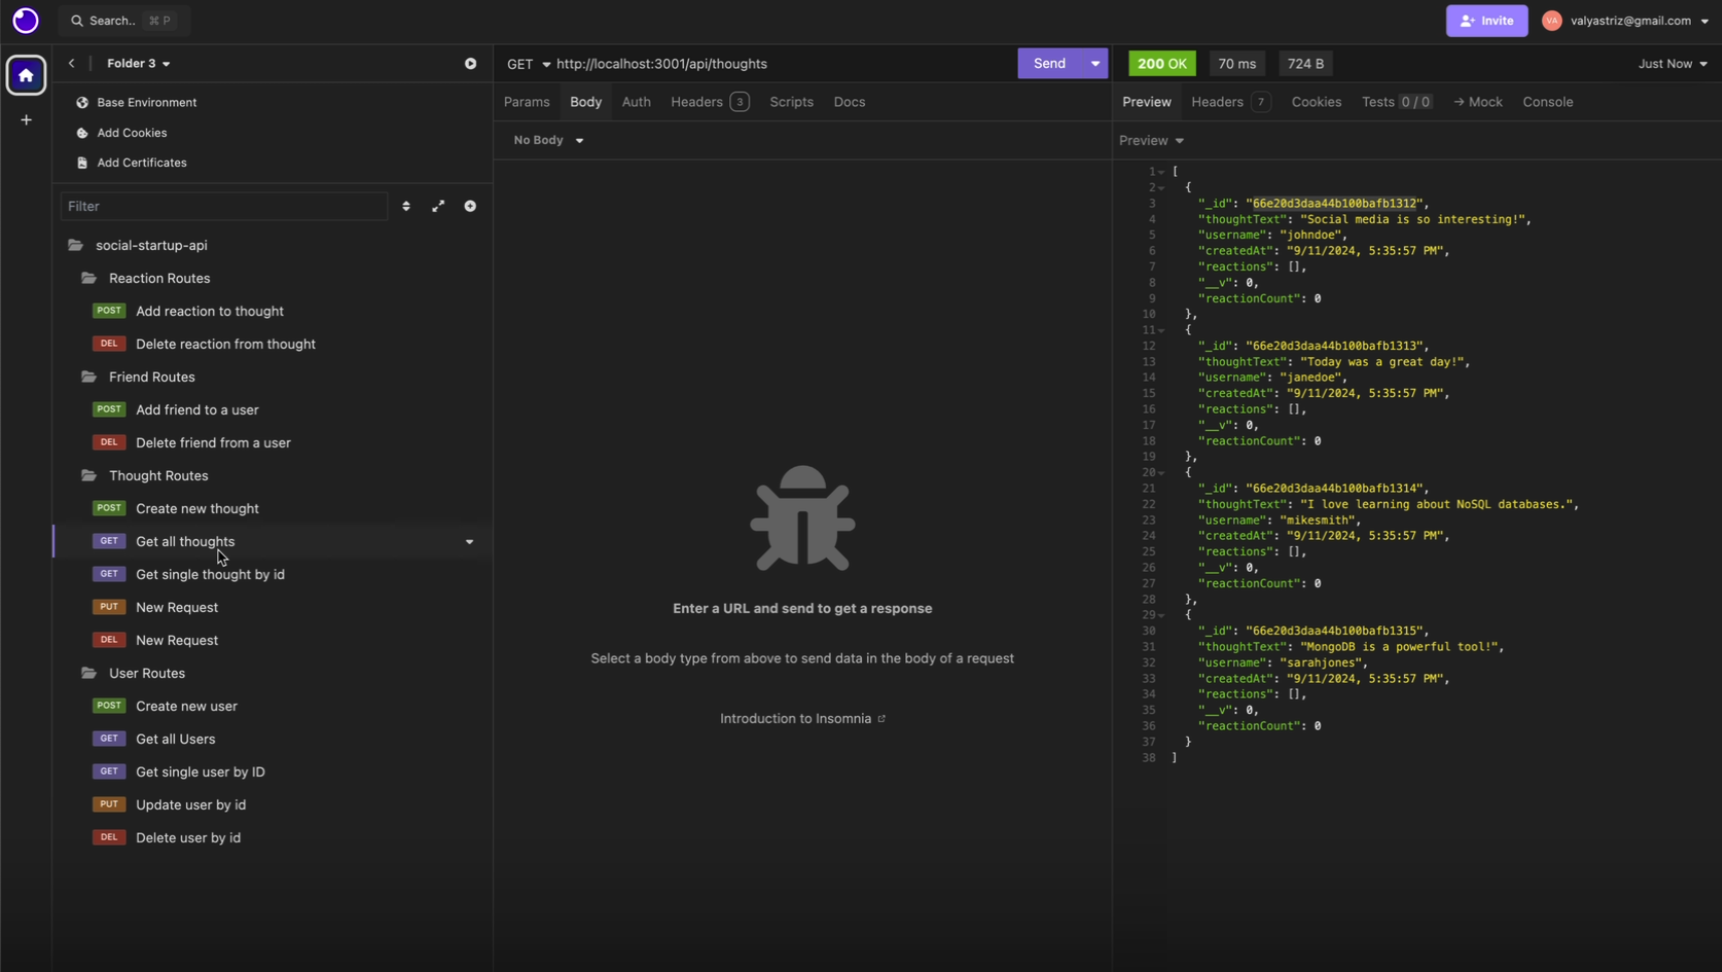 Search.. ⌘ P
Invite
VA valyastriz@gmail.com
Folder 3
Base Environment
Add Cookies
Add Certificates
Filter
social-startup-api
Reaction Routes
POST Add reaction to thought
DEL Delete reaction from thought
Friend Routes
POST Add friend to a user
DEL Delete friend from a user
Thought Routes
POST Create new thought
GET Get all thoughts
GET Get single thought by id
PUT New Request
DEL New Request
User Routes
POST Create new user
GET Get all Users
GET Get single user by ID
PUT Update user by id
DEL Delete user by id
GET http://localhost:3001/api/thoughts
Send
Params Body Auth Headers 3 Scripts Docs
No Body
Enter a URL and send to get a response
Select a body type from above to send data in the body of a request
Introduction to Insomnia
200 OK 70 ms 724 B Just Now
Preview Headers 7 Cookies Tests 0 / 0 → Mock Console
Preview
1 [
2 {
3 "_id": "66e20d3daa44b100bafb1312",
4 "thoughtText": "Social media is so interesting!",
5 "username": "johndoe",
6 "createdAt": "9/11/2024, 5:35:57 PM",
7 "reactions": [],
8 "__v": 0,
9 "reactionCount": 0
10 },
11 {
12 "_id": "66e20d3daa44b100bafb1313",
13 "thoughtText": "Today was a great day!",
14 "username": "janedoe",
15 "createdAt": "9/11/2024, 5:35:57 PM",
16 "reactions": [],
17 "__v": 0,
18 "reactionCount": 0
19 },
20 {
21 "_id": "66e20d3daa44b100bafb1314",
22 "thoughtText": "I love learning about NoSQL databases.",
23 "username": "mikesmith",
24 "createdAt": "9/11/2024, 5:35:57 PM",
25 "reactions": [],
26 "__v": 0,
27 "reactionCount": 0
28 },
29 {
30 "_id": "66e20d3daa44b100bafb1315",
31 "thoughtText": "MongoDB is a powerful tool!",
32 "username": "sarahjones",
33 "createdAt": "9/11/2024, 5:35:57 PM",
34 "reactions": [],
35 "__v": 0,
36 "reactionCount": 0
37 }
38 ]